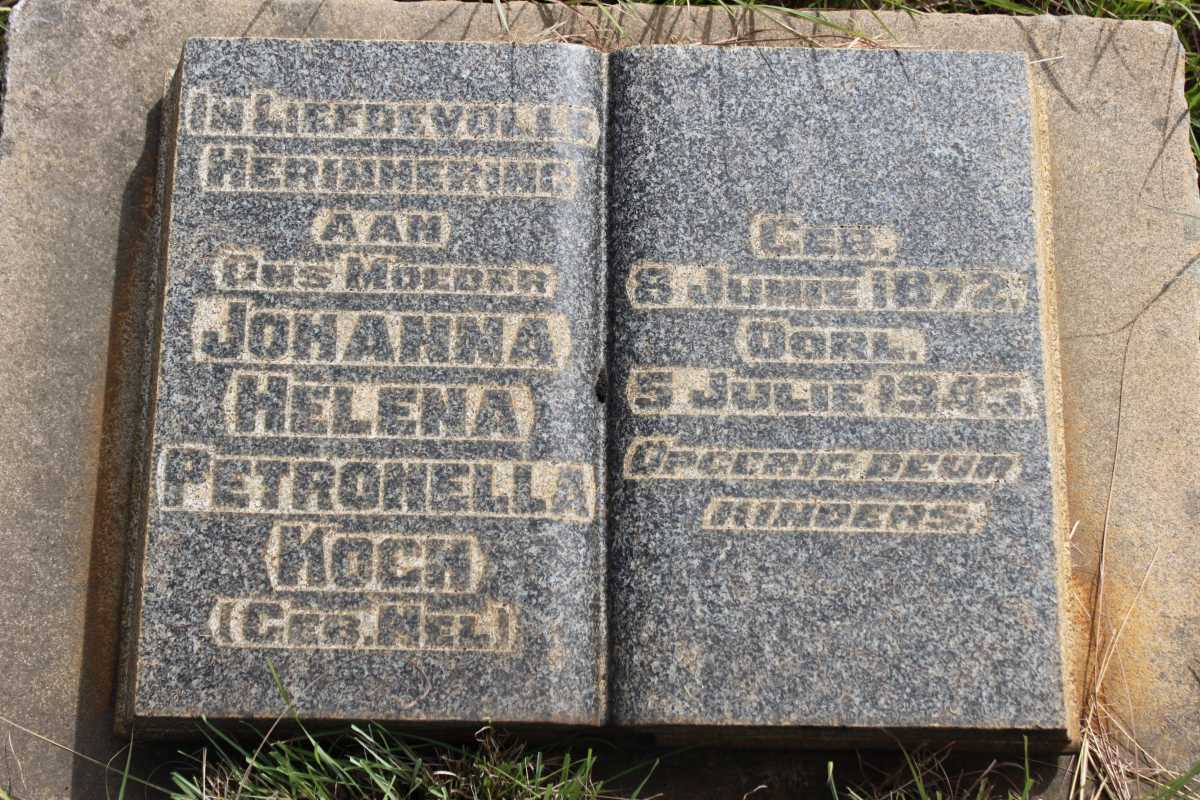 In Liefdevolle
Herinnering
Aan
Ons Moeder
Johanna
Helena
Petronella
Koch
(Geb. Nel)
Geb.
8 Junie 1872.
Oorl.
5 Julie 1945.
Opgerig deur
kinders.